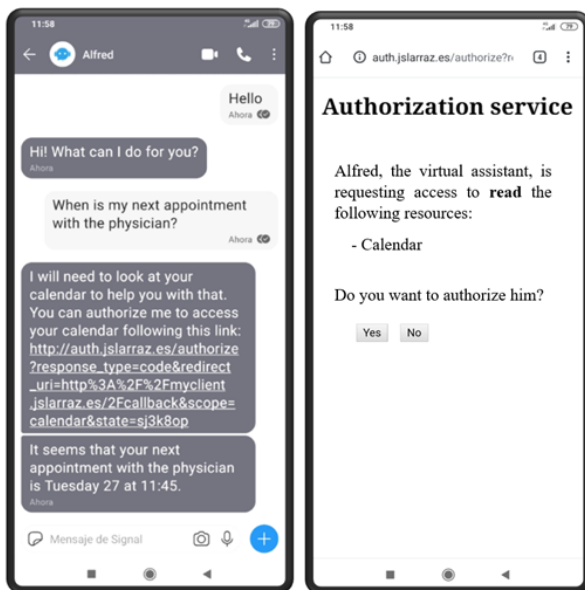 11:58
Alfred
Hello
Ahora
Hi! What can I do for you?
Ahora
When is my next appointment
with the physician?
Ahora
I will need to look at your
calendar to help you with that.
You can authorize me to access
your calendar following this link:
http://auth.jslarraz.es/authorize
?response_type=code&redirect
_uri=http%3A%2F%2Fmyclient
.jslarraz.es/2Fcallback&scope=
calendar&state=sj3k8op
It seems that your next
appointment with the physician
is Tuesday 27 at 11:45.
Ahora
Mensaje de Signal
11:58
auth.jslarraz.es/authorize?r
4
Authorization service
Alfred, the virtual assistant, is
requesting access to read the
following resources:
- Calendar
Do you want to authorize him?
Yes No